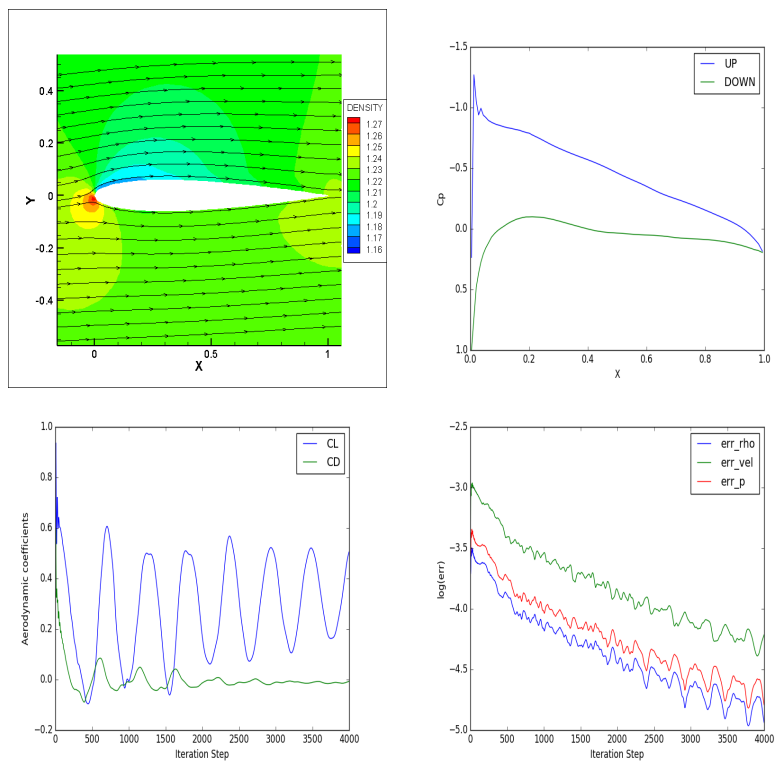 DENSITY
1.27
1.26
1.25
1.24
1.23
1.22
1.21
1.2
1.19
1.18
1.17
1.16
0.4
0.2
0
-0.2
-0.4
Y
0 0.5 1
X
−1.5
−1.0
−0.5
0.0
0.5
1.0
Cp
UP
DOWN
0.0 0.2 0.4 0.6 0.8 1.0
X
1.0
0.8
0.6
0.4
0.2
0.0
−0.2
Aerodynamic coefficients
CL
CD
0 500 1000 1500 2000 2500 3000 3500 4000
Iteration Step
−2.5
−3.0
−3.5
−4.0
−4.5
−5.0
log(err)
err_rho
err_vel
err_p
0 500 1000 1500 2000 2500 3000 3500 4000
Iteration Step